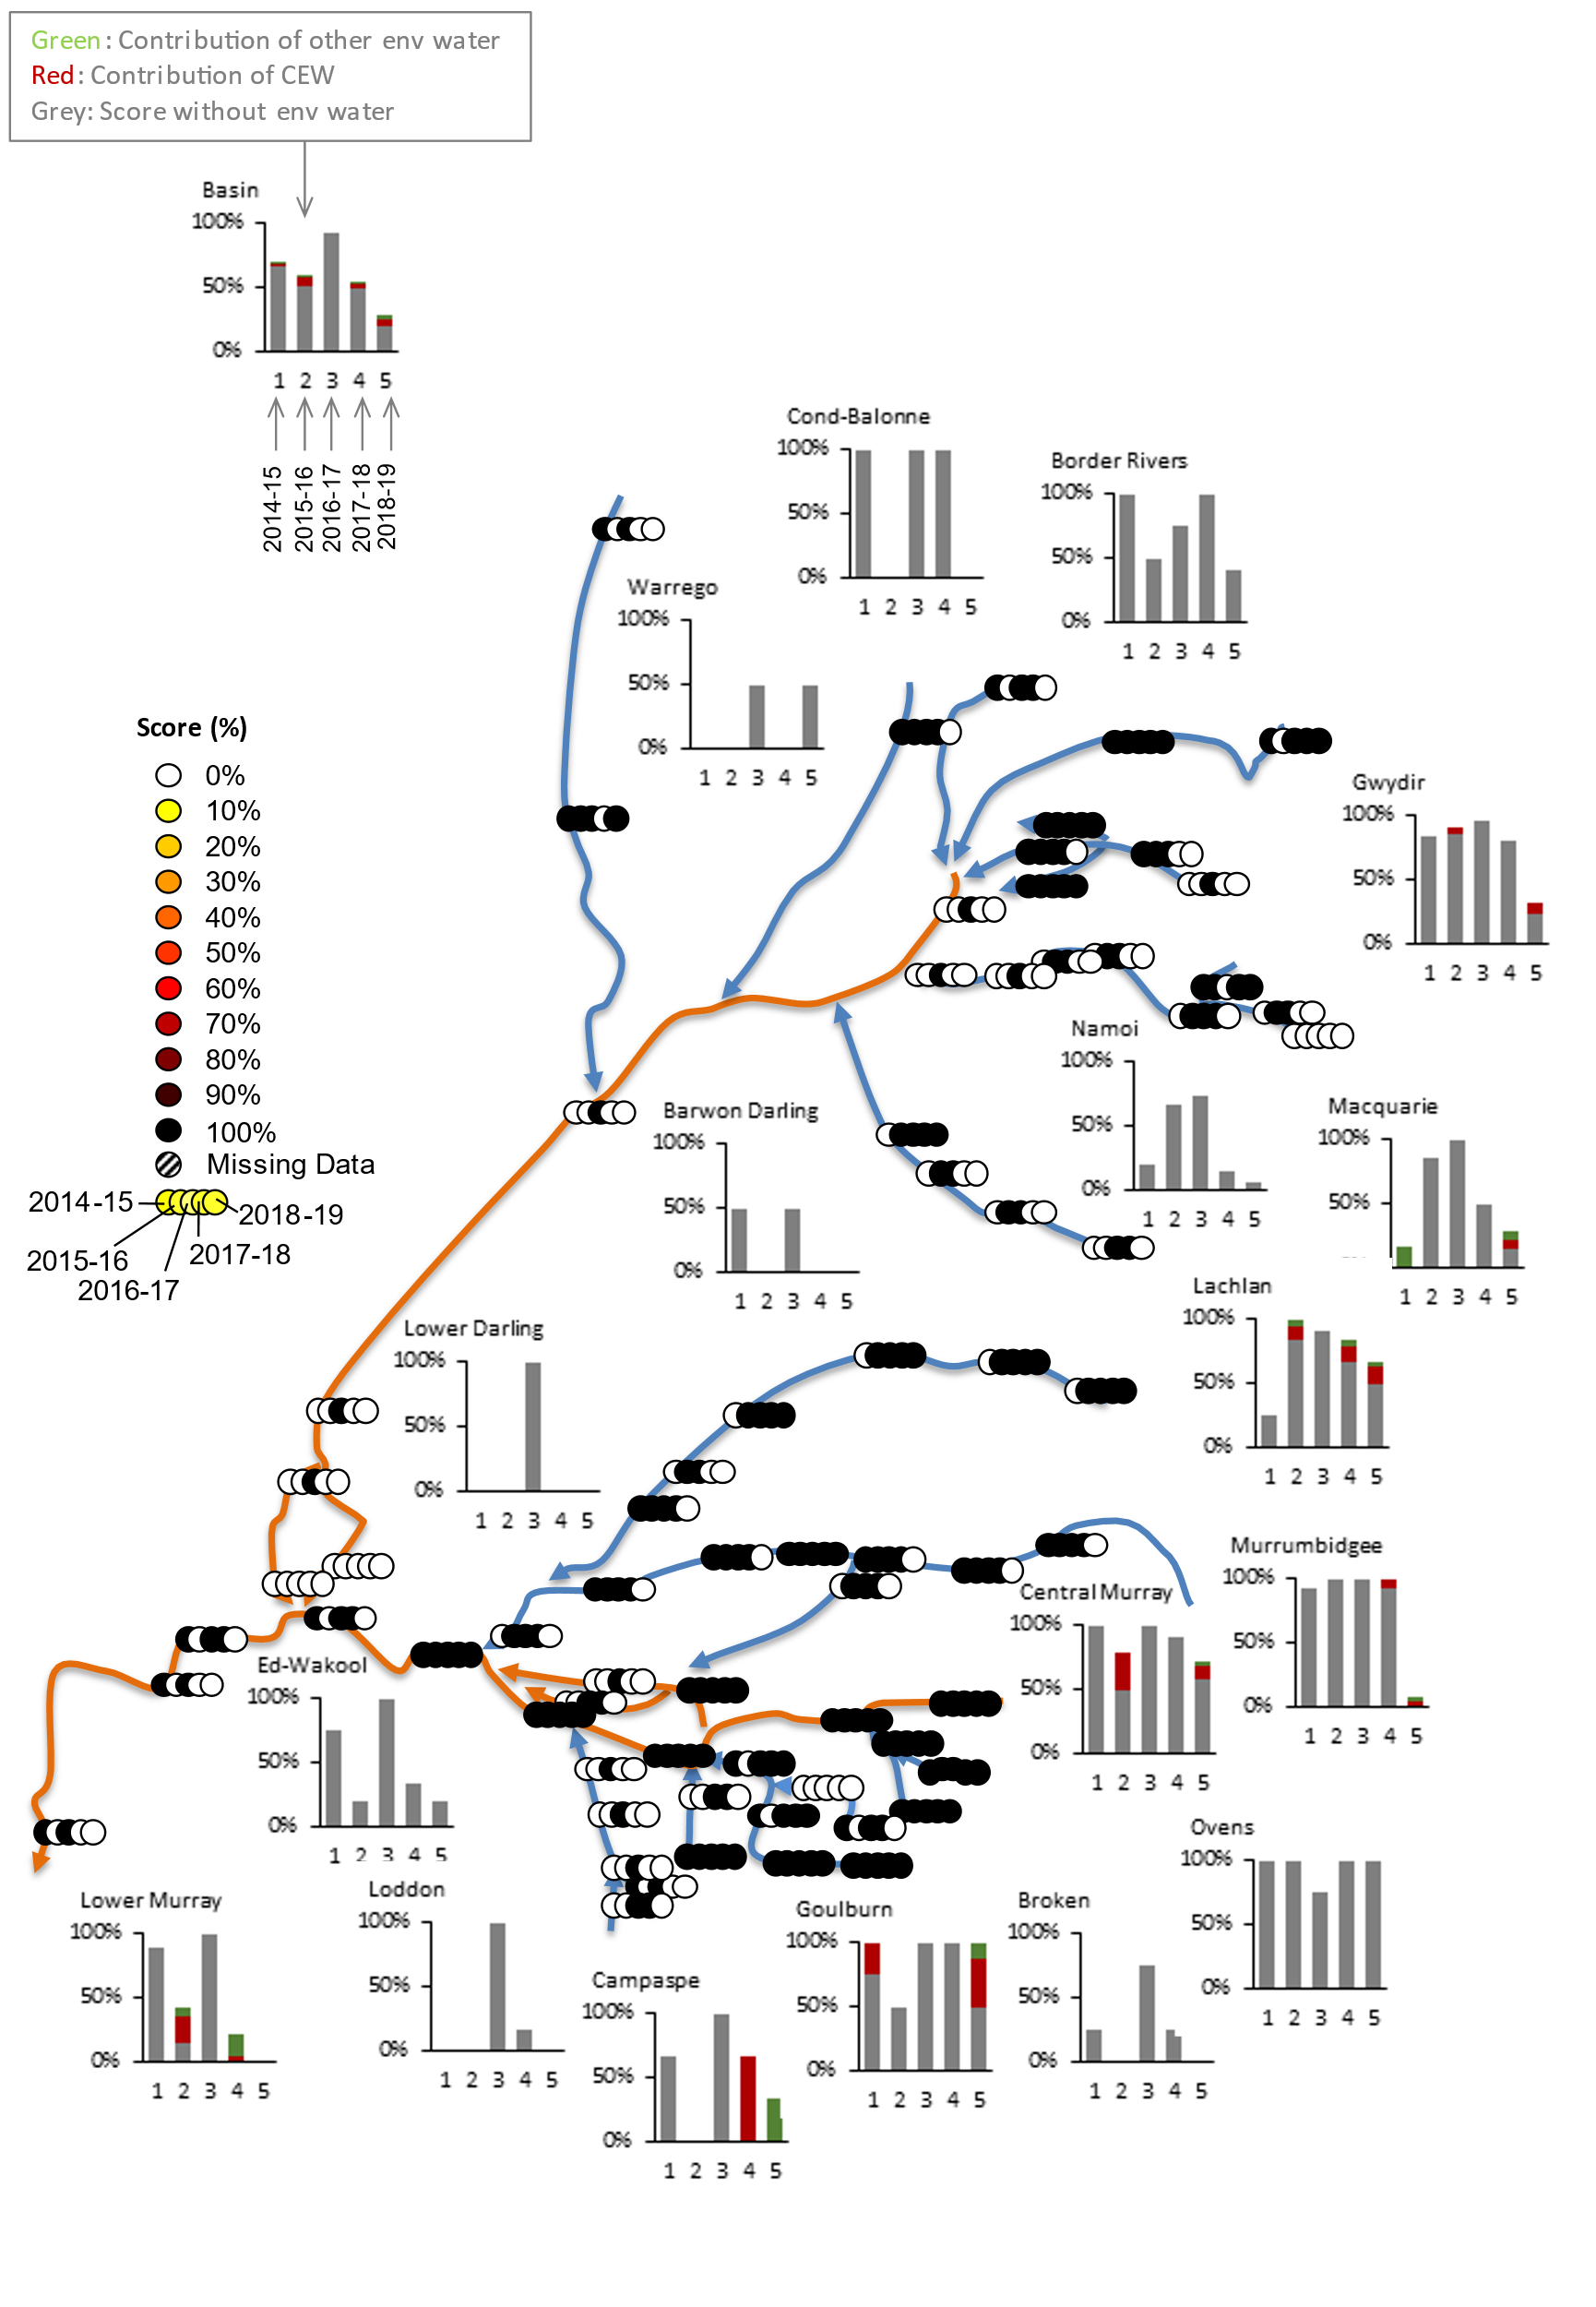 Green: Contribution of other env water
Red: Contribution of CEW
Grey: Score without env water
Basin
100%
50%
0%
1 2 3 4 5
2014-15
2015-16
2016-17
2017-18
2018-19
Cond-Balonne
100%
50%
0%
1 2 3 4 5
Border Rivers
100%
50%
0%
1 2 3 4 5
Warrego
100%
50%
0%
1 2 3 4 5
Score (%)
0%
10%
20%
30%
40%
50%
60%
70%
80%
90%
100%
Missing Data
2014-15
2015-16
2016-17
2017-18
2018-19
Gwydir
100%
50%
0%
1 2 3 4 5
Namoi
100%
50%
0%
1 2 3 4 5
Barwon Darling
100%
50%
0%
1 2 3 4 5
Macquarie
100%
50%
1 2 3 4 5
Lachlan
100%
50%
0%
1 2 3 4 5
Lower Darling
100%
50%
0%
1 2 3 4 5
Murrumbidgee
100%
50%
0%
1 2 3 4 5
Central Murray
100%
50%
0%
1 2 3 4 5
Ed-Wakool
100%
50%
0%
1 2 3 4 5
Ovens
100%
50%
0%
1 2 3 4 5
Lower Murray
100%
50%
0%
1 2 3 4 5
Loddon
100%
50%
0%
1 2 3 4 5
Campaspe
100%
50%
0%
1 2 3 4 5
Goulburn
100%
50%
0%
1 2 3 4 5
Broken
100%
50%
0%
1 2 3 4 5